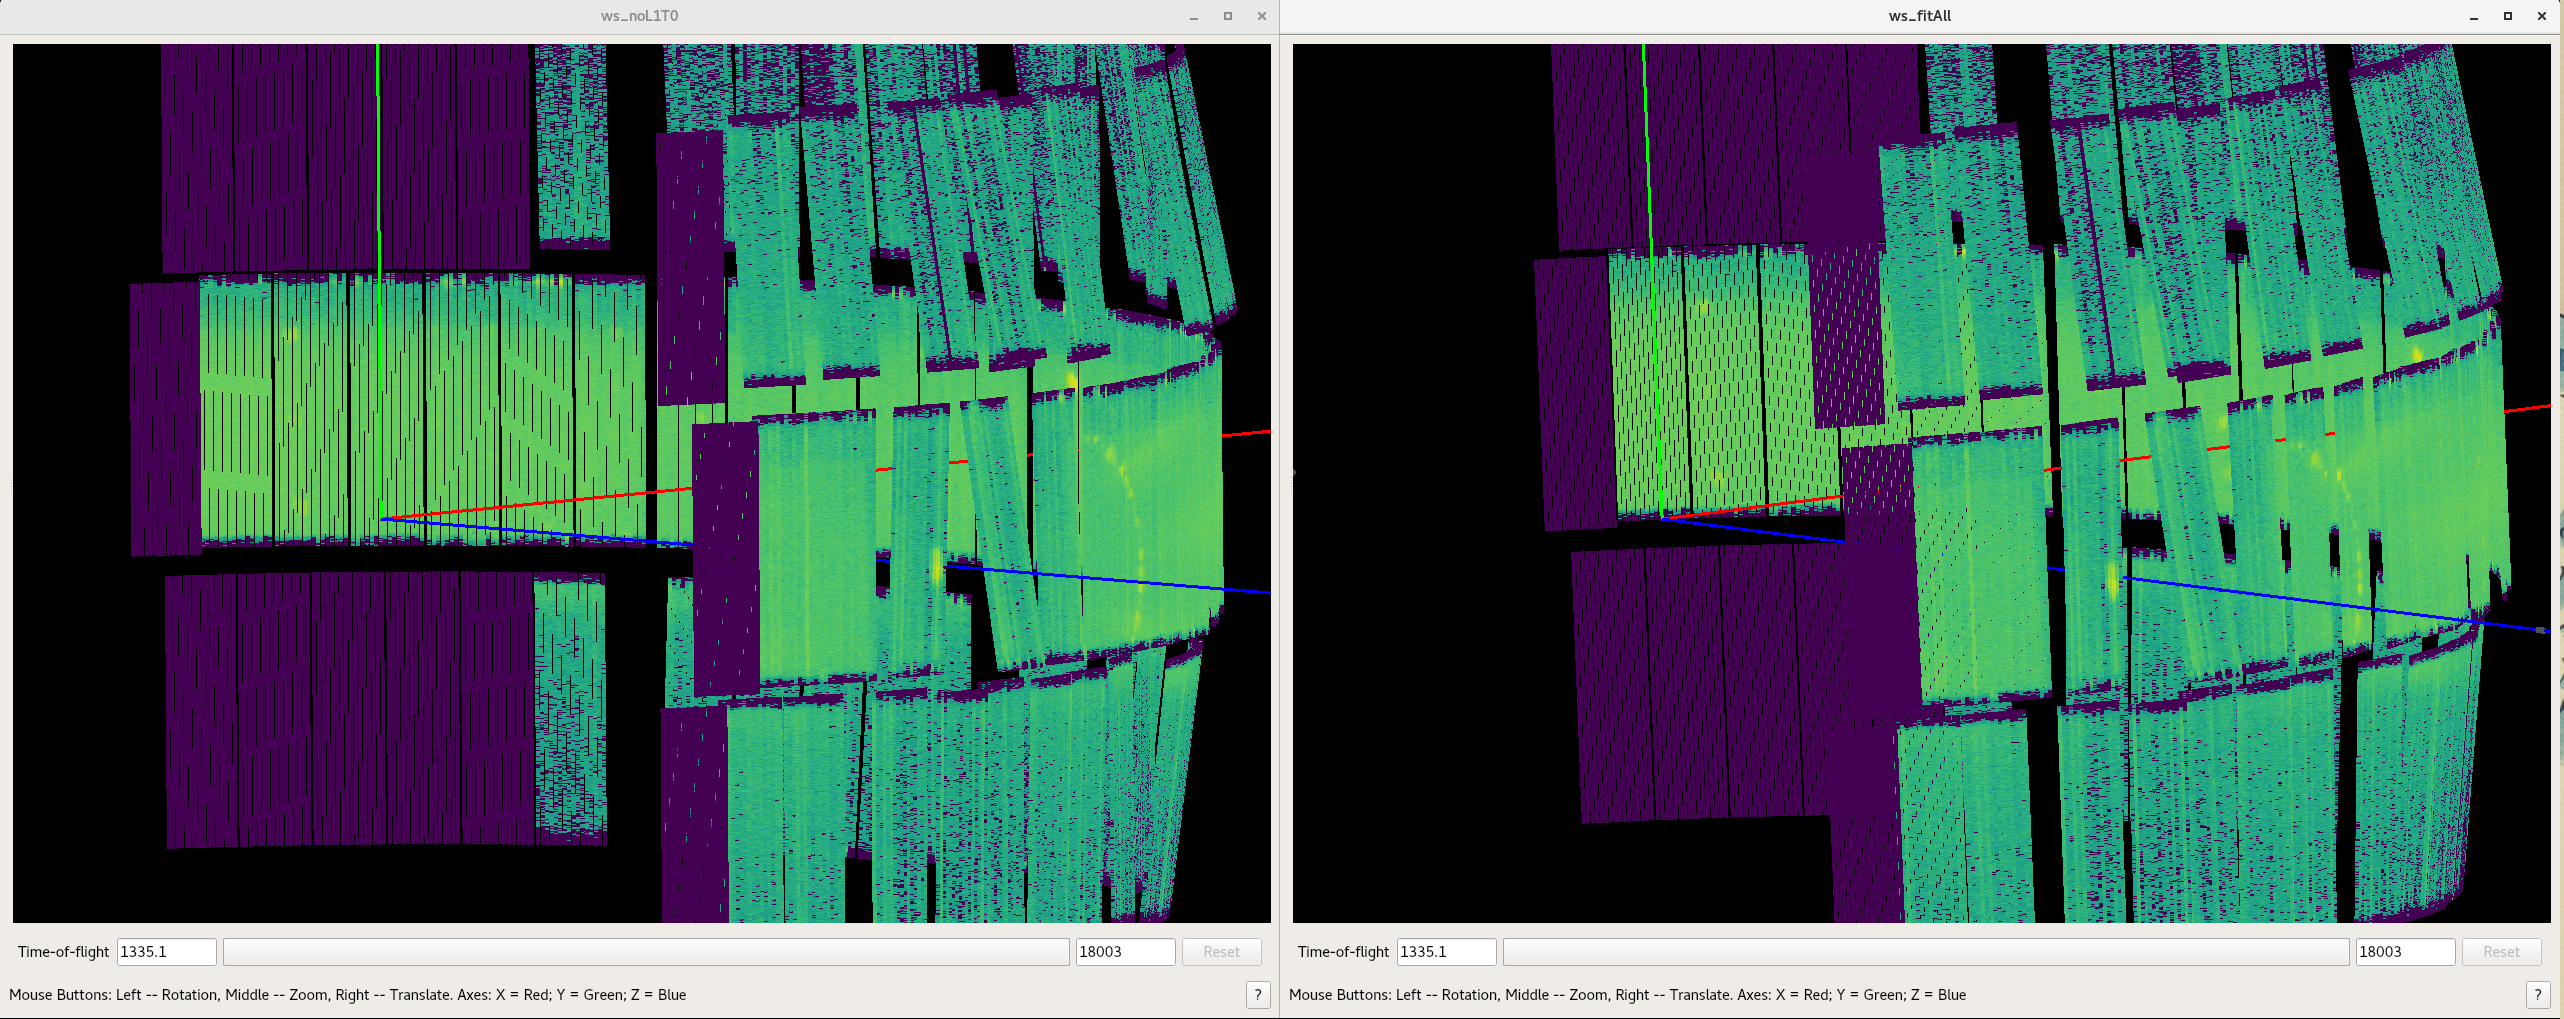 ws_noL1T0
ws_fitAll
Time-of-flight 1335.1 18003 Reset
Time-of-flight 1335.1 18003 Reset
Mouse Buttons: Left -- Rotation, Middle -- Zoom, Right -- Translate. Axes: X = Red; Y = Green; Z = Blue ?
Mouse Buttons: Left -- Rotation, Middle -- Zoom, Right -- Translate. Axes: X = Red; Y = Green; Z = Blue ?